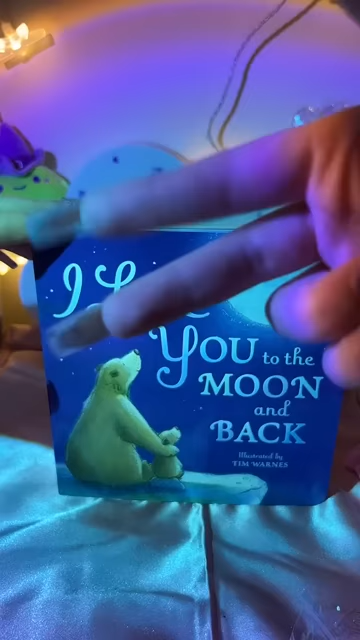 I
YOU to the
MOON
and
BACK
Illustrated by
TIM WARNES